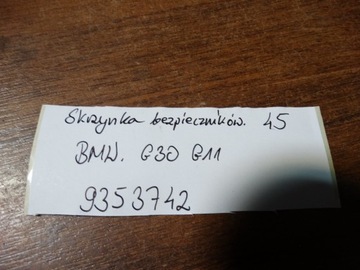 Skrzynka bezpieczników. 45
BMW. G30 G11
9353742